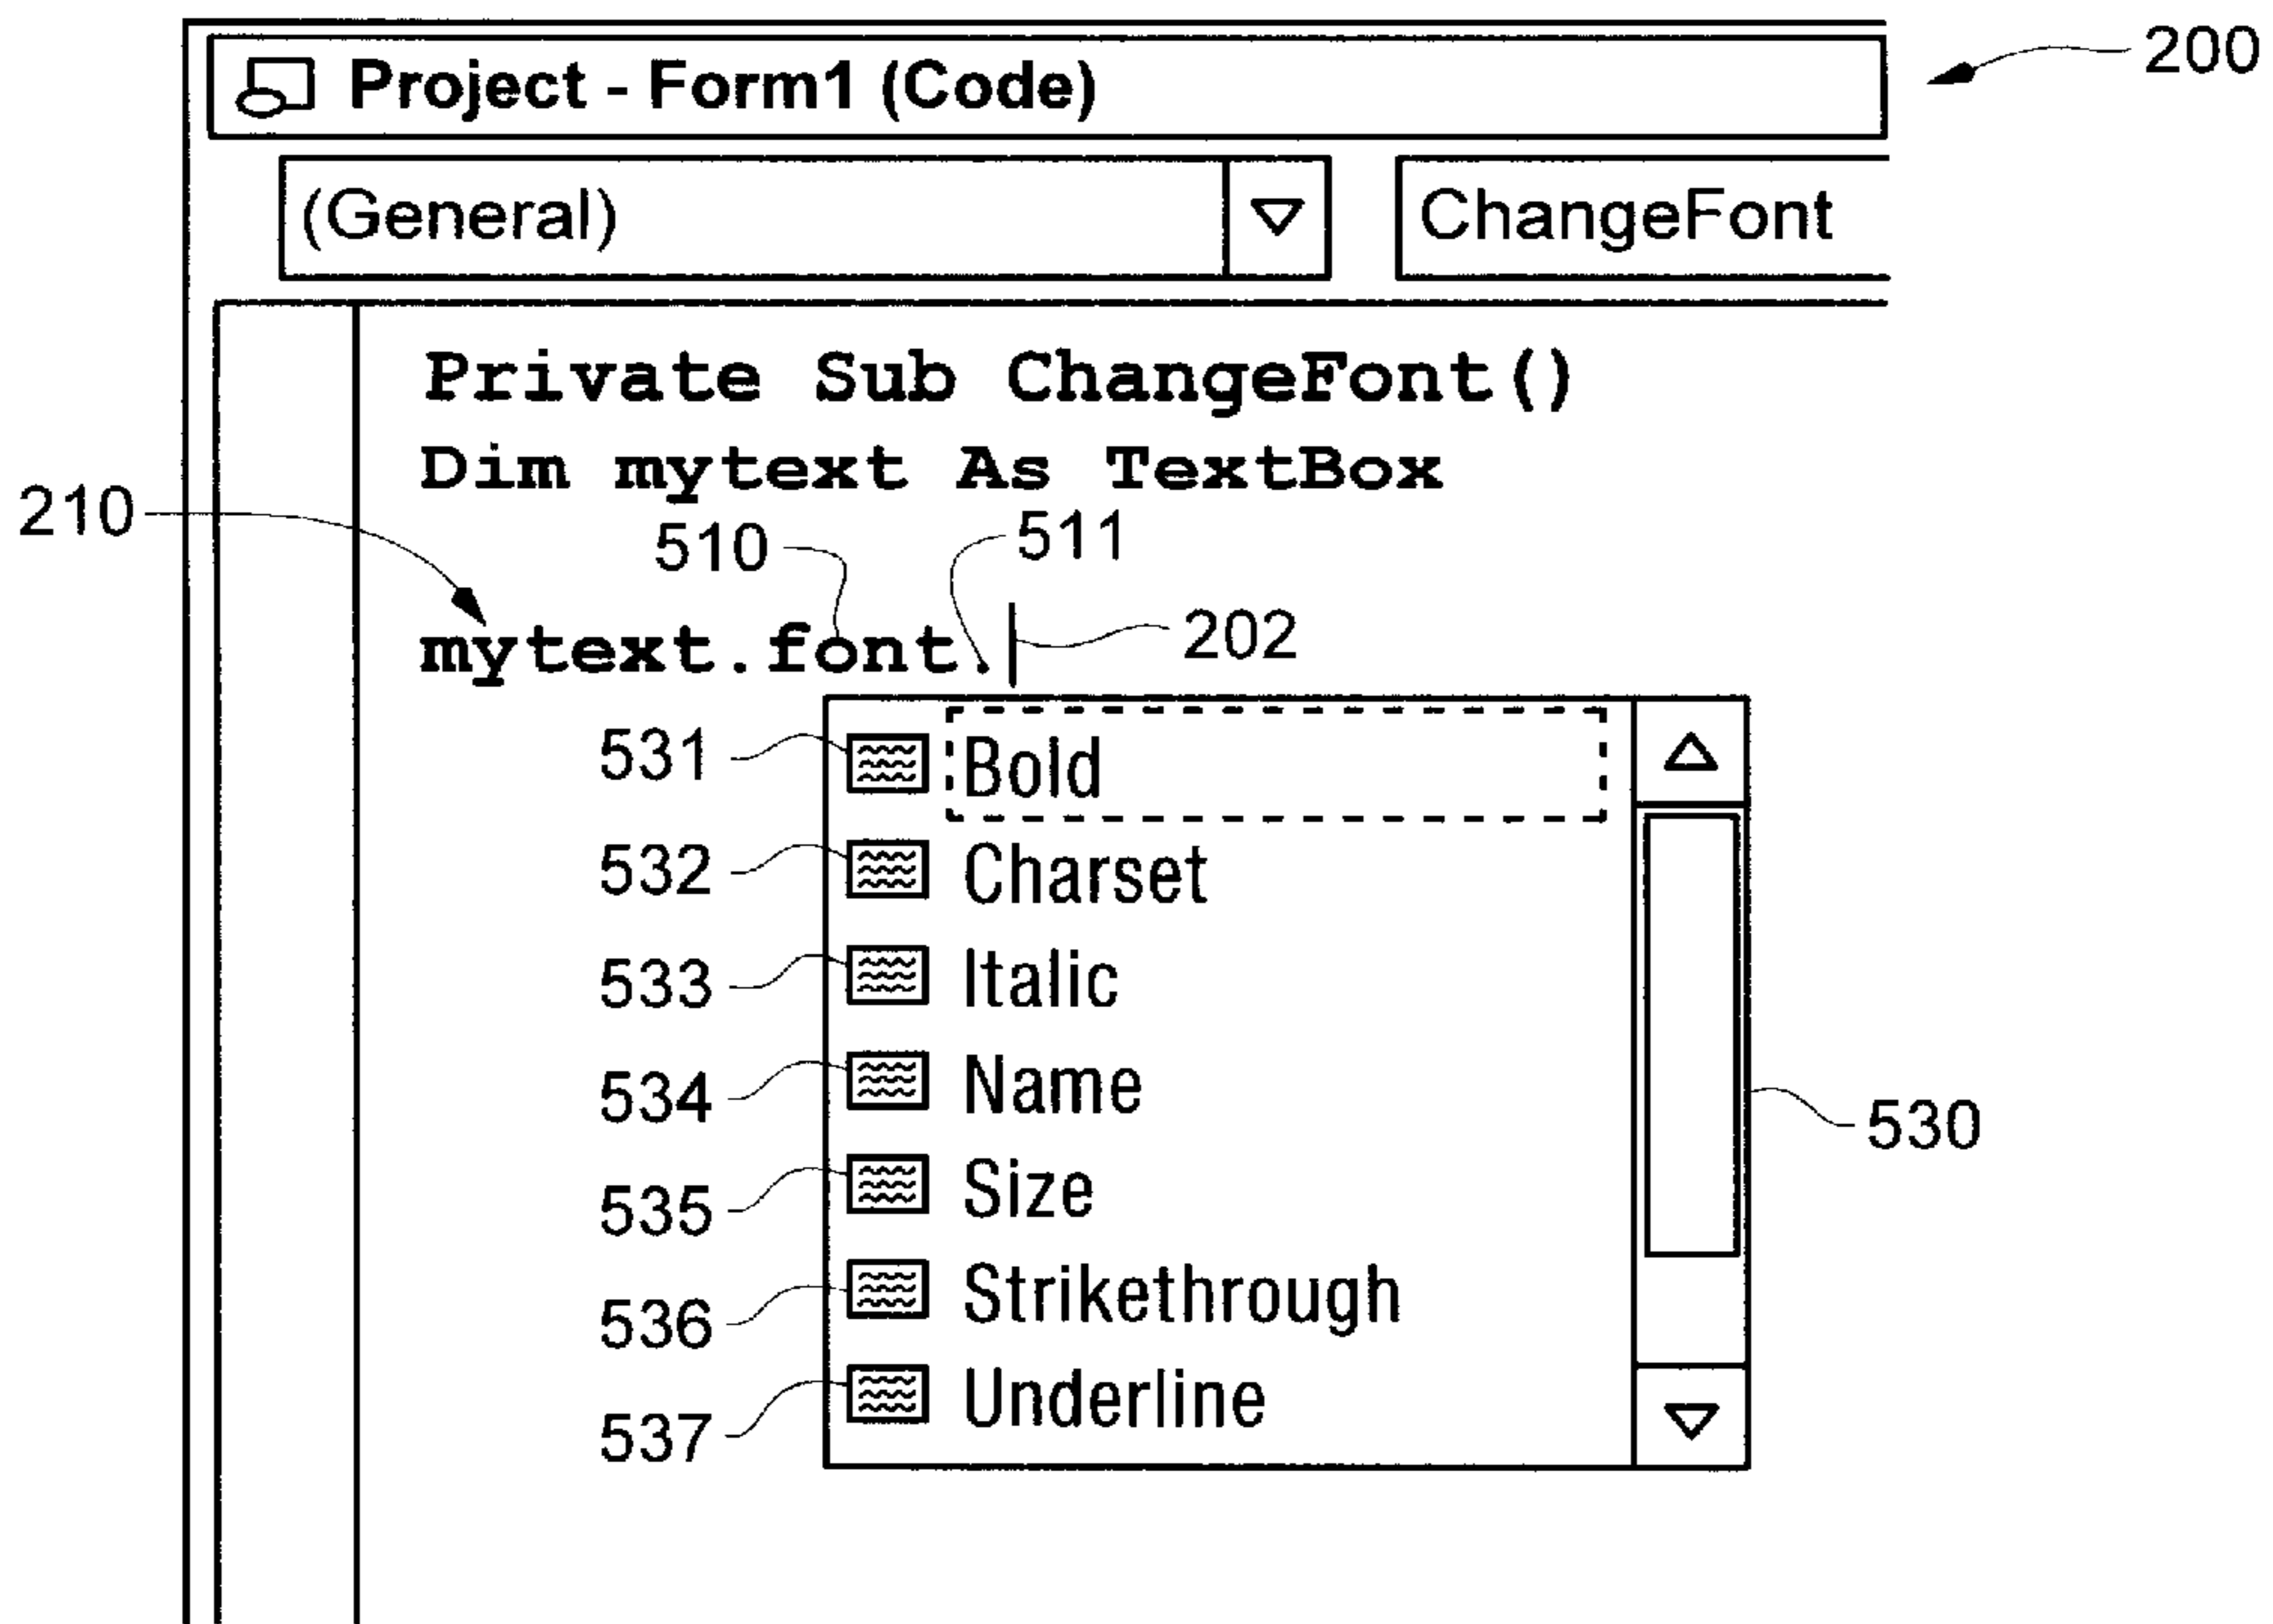 200
Project - Form1 (Code)
(General)
ChangeFont
Private Sub ChangeFont()
Dim mytext As TextBox
210
510
511
mytext.font.
202
531 Bold
532 Charset
533 Italic
534 Name
530
535 Size
536 Strikethrough
537 Underline